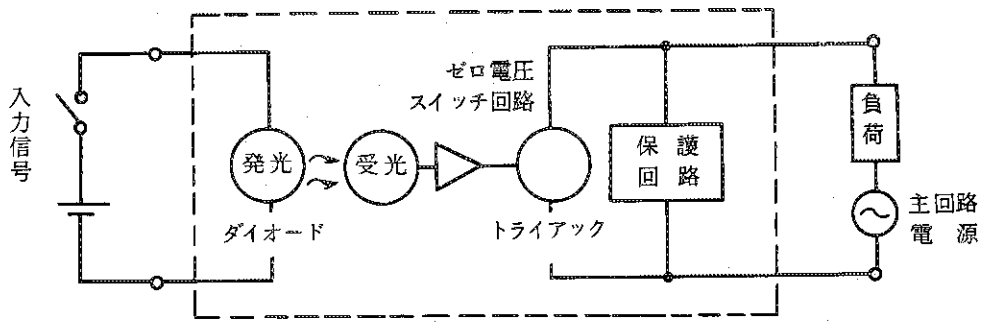 入力信号
発光
ダイオード
受光
ゼロ電圧
スイッチ回路
トライアック
保護
回路
負荷
主回路
電源